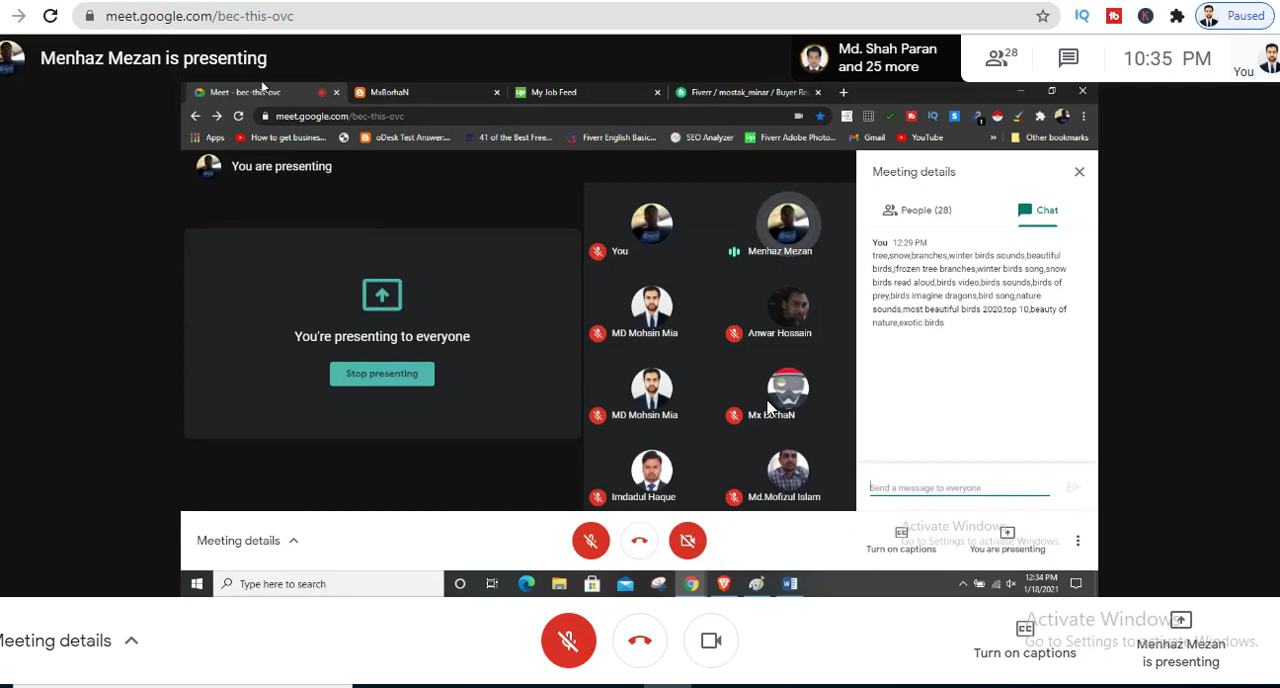 meet.google.com/bec-this-ovc
Paused
Menhaz Mezan is presenting
Md. Shah Paran
and 25 more
28
10:35 PM
You
Meet - bec-this-ovc
MxBorhaN
My Job Feed
Fiverr / mostak_minar / Buyer Re
meet.google.com/bec-this-ovc
Apps
How to get busines...
oDesk Test Answer...
41 of the Best Free...
Fiverr English Basic...
SEO Analyzer
Fiverr Adobe Photo...
Gmail
YouTube
Other bookmarks
You are presenting
Meeting details
People (28)
Chat
You 12:29 PM
tree,snow,branches,winter birds sounds,beautiful
birds,ifrozen tree branches,winter birds song,snow
birds read aloud,birds video,birds sounds,birds of
prey,birds imagine dragons,bird song,nature
sounds,most beautiful birds 2020,top 10,beauty of
nature,exotic birds
You
Menhaz Mezan
MD Mohsin Mia
Anwar Hossain
You're presenting to everyone
Stop presenting
MD Mohsin Mia
Mx BorhaN
Imdadul Haque
Md.Mofizul Islam
Send a message to everyone
Meeting details
Activate Windows
Go to Settings to activate Windows.
Turn on captions
You are presenting
Type here to search
12:34 PM
1/18/2021
Meeting details
Activate Windows
Go to Settings to activate Windows.
Turn on captions
Menhaz Mezan
is presenting